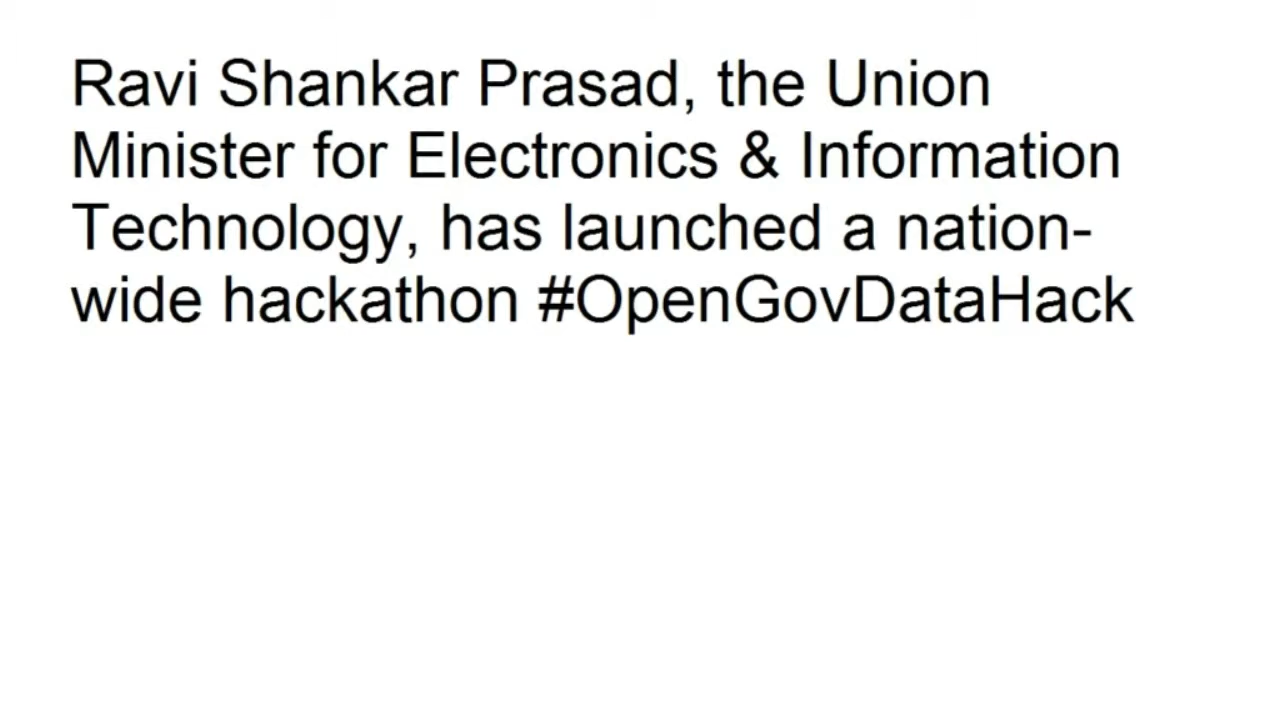 Ravi Shankar Prasad, the Union
Minister for Electronics & Information
Technology, has launched a nation-
wide hackathon #OpenGovDataHack